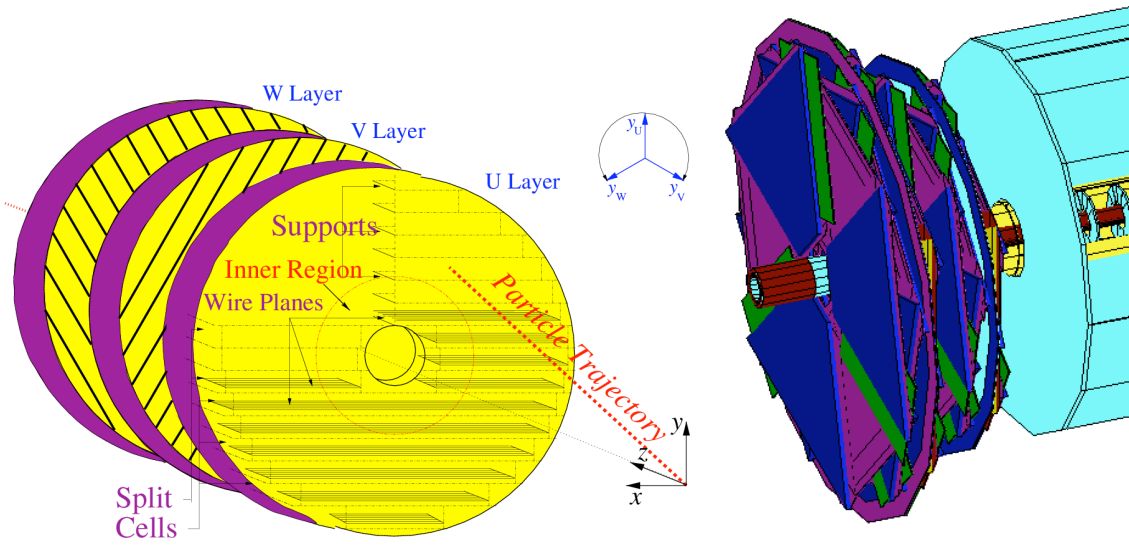 W Layer
V Layer
U Layer
y_U
y_W
y_V
Supports
Inner Region
Wire Planes
Particle Trajectory
y
z
x
Split
Cells